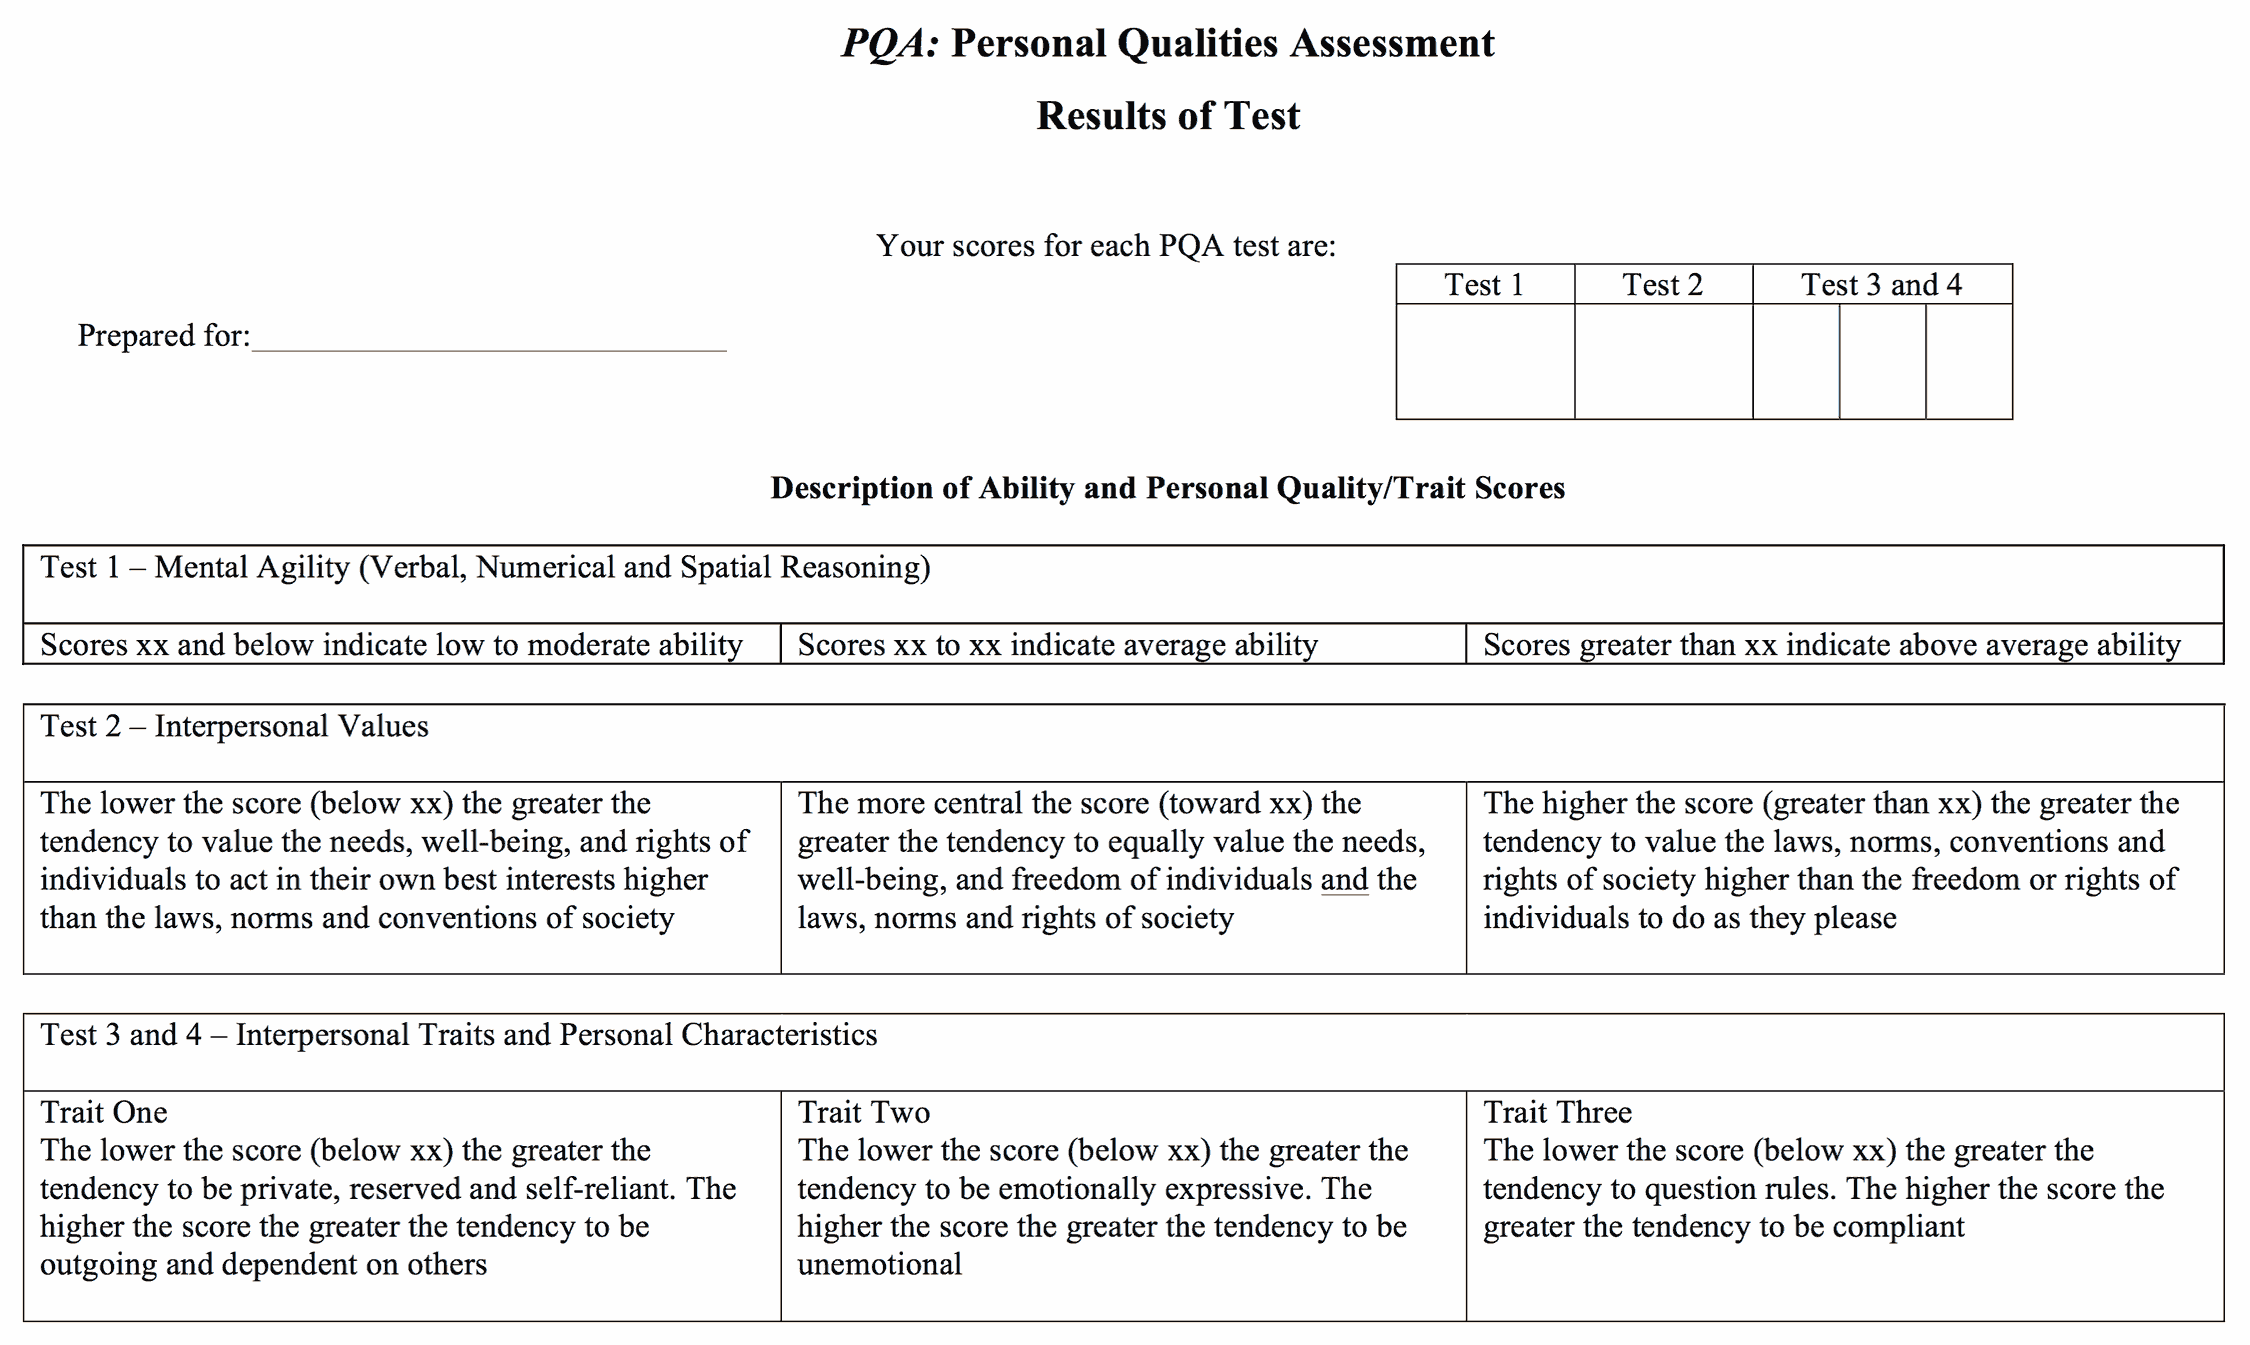 PQA: Personal Qualities Assessment
Results of Test
Your scores for each PQA test are:
Test 1 Test 2 Test 3 and 4
Prepared for:
Description of Ability and Personal Quality/Trait Scores
Test 1 – Mental Agility (Verbal, Numerical and Spatial Reasoning)
Scores xx and below indicate low to moderate ability
Scores xx to xx indicate average ability
Scores greater than xx indicate above average ability
Test 2 – Interpersonal Values
The lower the score (below xx) the greater the
tendency to value the needs, well-being, and rights of
individuals to act in their own best interests higher
than the laws, norms and conventions of society
The more central the score (toward xx) the
greater the tendency to equally value the needs,
well-being, and freedom of individuals and the
laws, norms and rights of society
The higher the score (greater than xx) the greater the
tendency to value the laws, norms, conventions and
rights of society higher than the freedom or rights of
individuals to do as they please
Test 3 and 4 – Interpersonal Traits and Personal Characteristics
Trait One
The lower the score (below xx) the greater the
tendency to be private, reserved and self-reliant. The
higher the score the greater the tendency to be
outgoing and dependent on others
Trait Two
The lower the score (below xx) the greater the
tendency to be emotionally expressive. The
higher the score the greater the tendency to be
unemotional
Trait Three
The lower the score (below xx) the greater the
tendency to question rules. The higher the score the
greater the tendency to be compliant